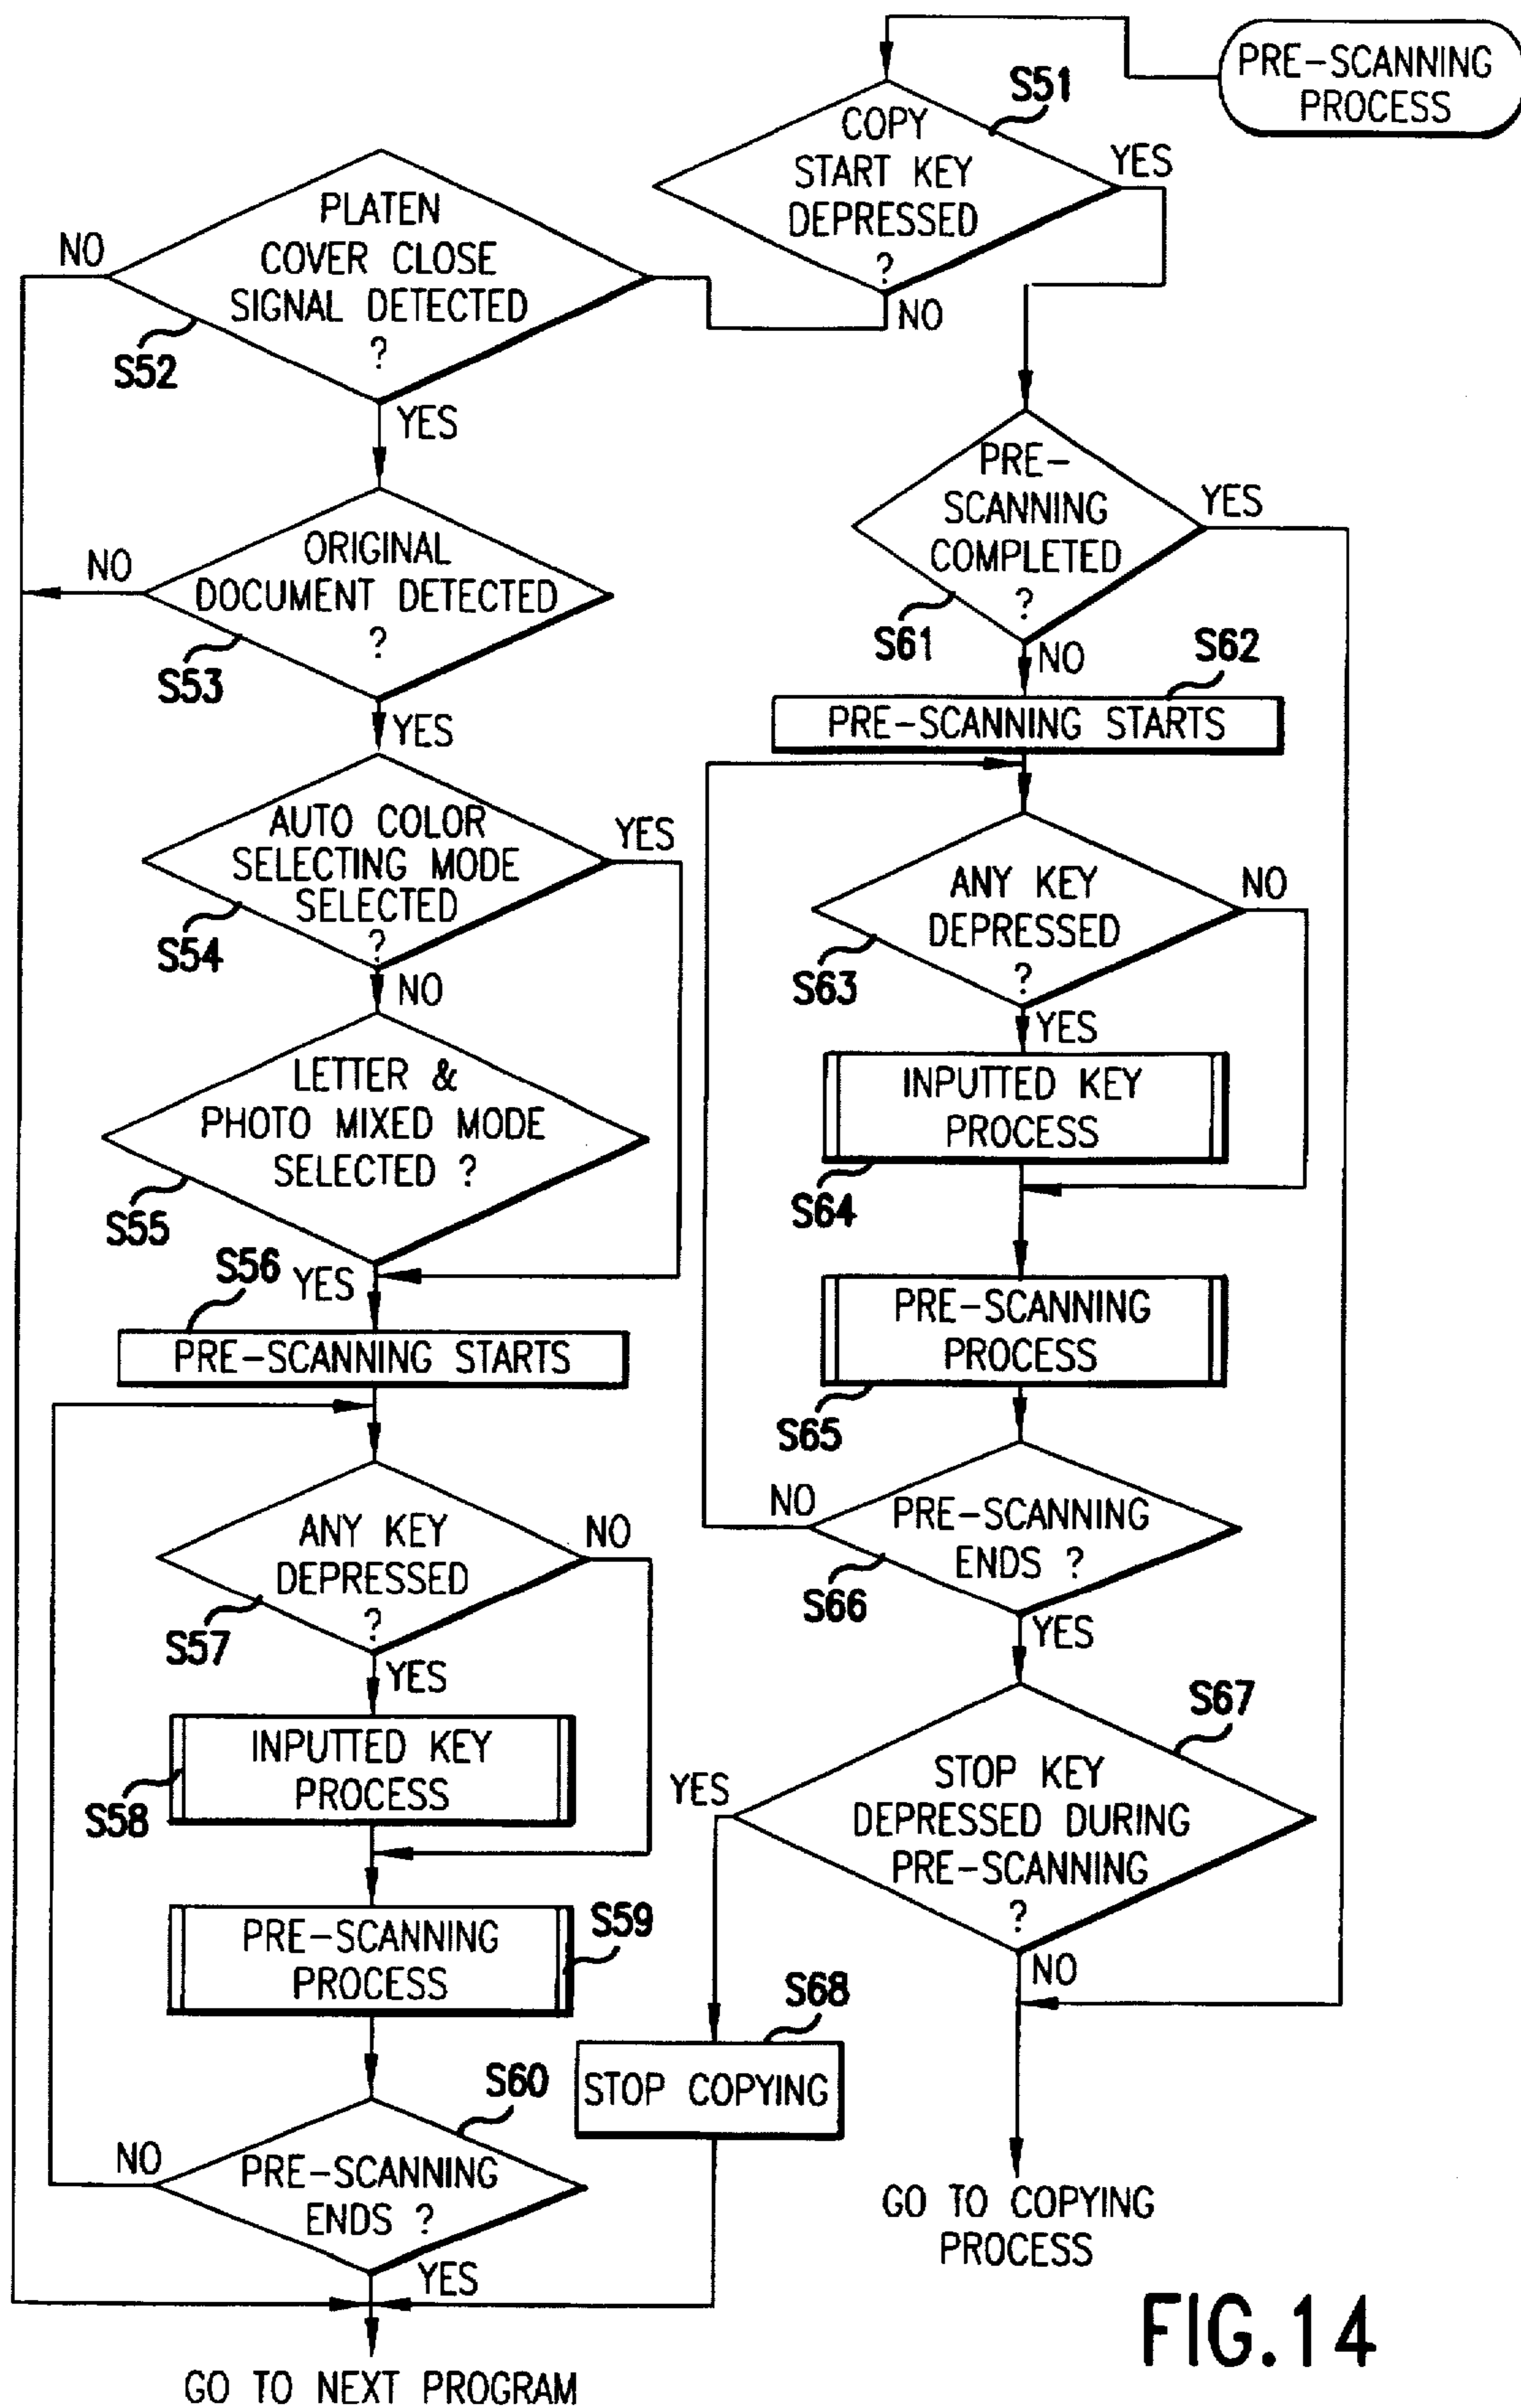 PRE-SCANNING
PROCESS
S51
COPY
START KEY
DEPRESSED
?
YES
NO
PLATEN
COVER CLOSE
SIGNAL DETECTED
?
NO
S52
YES
ORIGINAL
DOCUMENT DETECTED
?
NO
S53
YES
AUTO COLOR
SELECTING MODE
SELECTED
?
YES
S54
NO
LETTER &
PHOTO MIXED MODE
SELECTED ?
S55
S56
YES
PRE-SCANNING STARTS
ANY KEY
DEPRESSED
?
NO
S57
YES
INPUTTED KEY
PROCESS
S58
PRE-SCANNING
PROCESS
S59
S60
NO
PRE-SCANNING
ENDS ?
YES
GO TO NEXT PROGRAM
PRE-
SCANNING
COMPLETED
?
YES
S61
NO
S62
PRE-SCANNING STARTS
ANY KEY
DEPRESSED
?
NO
S63
YES
INPUTTED KEY
PROCESS
S64
PRE-SCANNING
PROCESS
S65
NO
PRE-SCANNING
ENDS ?
S66
YES
S67
STOP KEY
DEPRESSED DURING
PRE-SCANNING
?
YES
NO
S68
STOP COPYING
GO TO COPYING
PROCESS
FIG.14